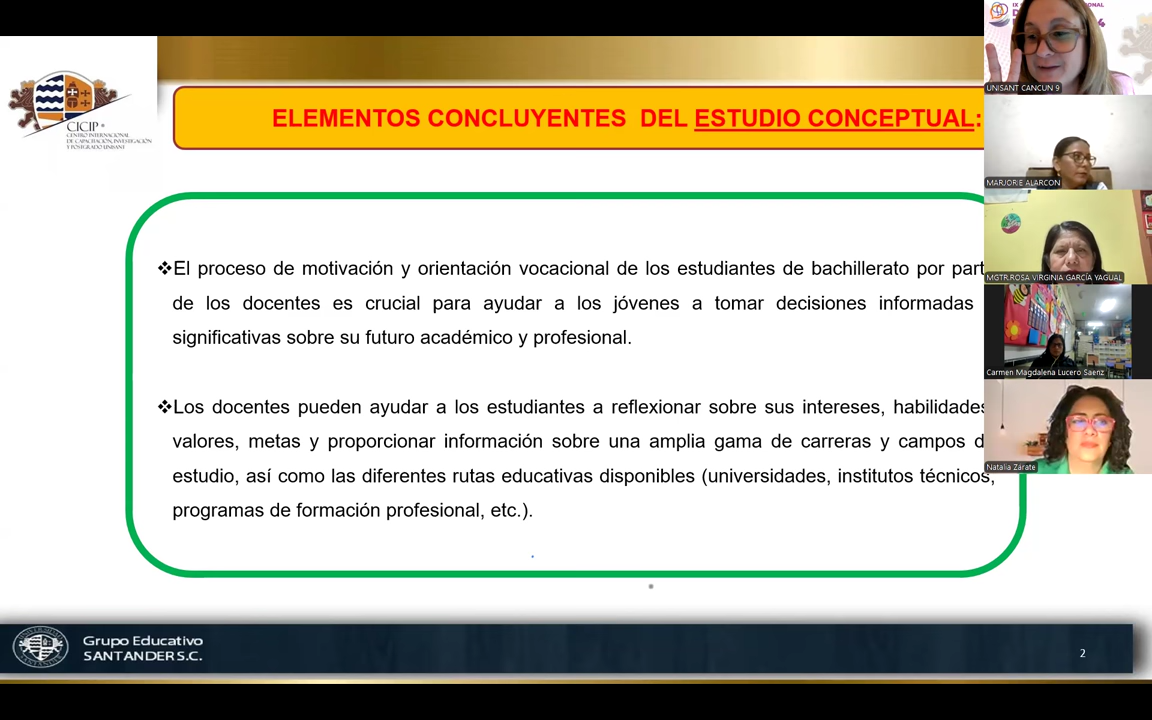 CICIP®
CENTRO INTERNACIONAL
DE CAPACITACIÓN, INVESTIGACIÓN
Y POSTGRADO UNISANT
ELEMENTOS CONCLUYENTES DEL ESTUDIO CONCEPTUAL:
❖El proceso de motivación y orientación vocacional de los estudiantes de bachillerato por part
de los docentes es crucial para ayudar a los jóvenes a tomar decisiones informadas
significativas sobre su futuro académico y profesional.
❖Los docentes pueden ayudar a los estudiantes a reflexionar sobre sus intereses, habilidades
valores, metas y proporcionar información sobre una amplia gama de carreras y campos d
estudio, así como las diferentes rutas educativas disponibles (universidades, institutos técnicos,
programas de formación profesional, etc.).
Grupo Educativo
SANTANDER S.C.
2
UNISANT CANCUN 9
MARJORIE ALARCON
MGTR.ROSA VIRGINIA GARCÍA YAGUAL
Carmen Magdalena Lucero Saenz
Natalia Zárate